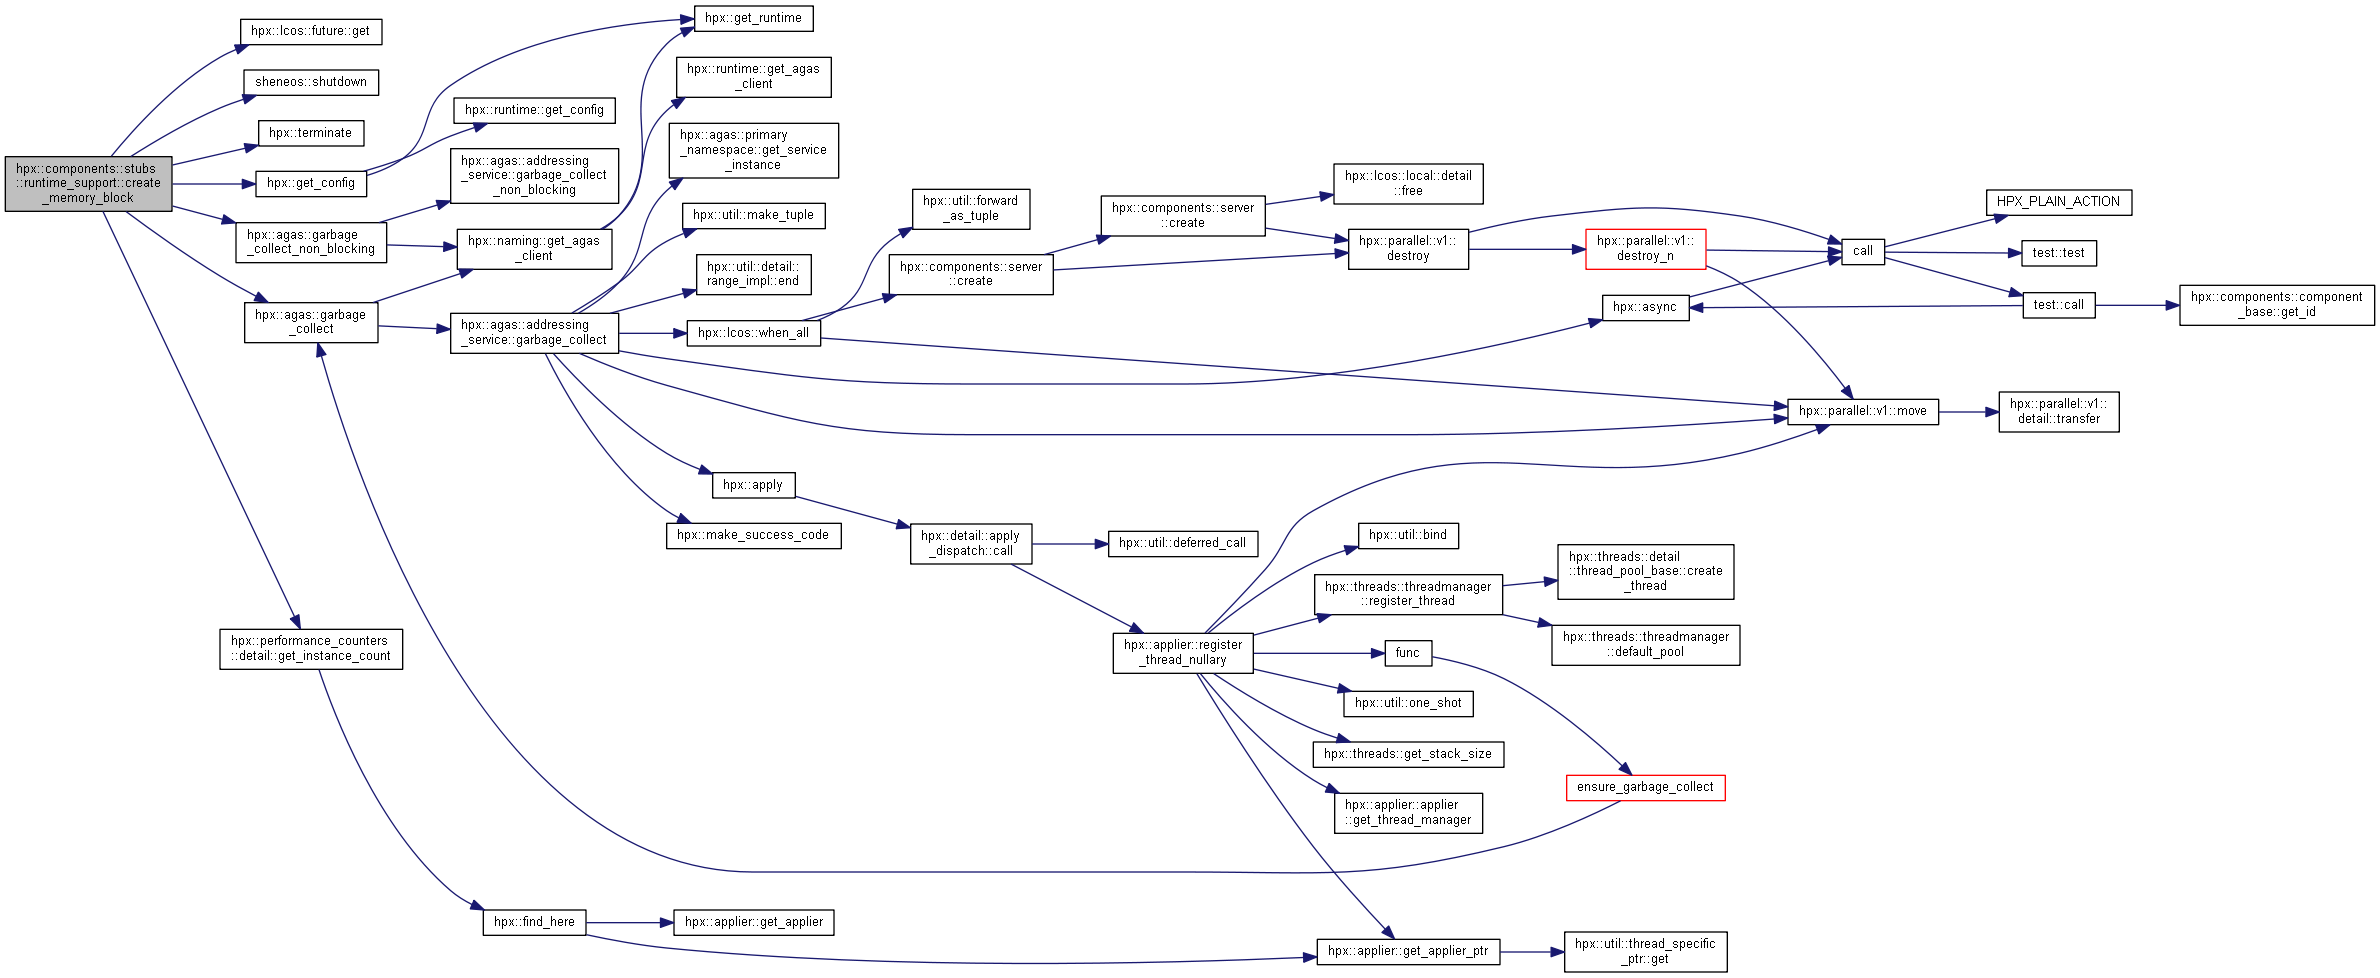 hpx::components::stubs
::runtime_support::create
_memory_block
hpx::lcos::future::get
sheneos::shutdown
hpx::terminate
hpx::get_config
hpx::agas::garbage
_collect_non_blocking
hpx::agas::garbage
_collect
hpx::performance_counters
::detail::get_instance_count
hpx::runtime::get_config
hpx::agas::addressing
_service::garbage_collect
_non_blocking
hpx::naming::get_agas
_client
hpx::agas::addressing
_service::garbage_collect
hpx::find_here
hpx::get_runtime
hpx::runtime::get_agas
_client
hpx::agas::primary
_namespace::get_service
_instance
hpx::util::make_tuple
hpx::util::detail::
range_impl::end
hpx::lcos::when_all
hpx::apply
hpx::make_success_code
hpx::applier::get_applier
hpx::util::forward
_as_tuple
hpx::components::server
::create
hpx::detail::apply
_dispatch::call
hpx::components::server
::create
hpx::util::deferred_call
hpx::applier::register
_thread_nullary
hpx::lcos::local::detail
::free
hpx::parallel::v1::
destroy
hpx::util::bind
hpx::threads::threadmanager
::register_thread
func
hpx::util::one_shot
hpx::threads::get_stack_size
hpx::applier::applier
::get_thread_manager
hpx::applier::get_applier_ptr
hpx::parallel::v1::
destroy_n
hpx::async
hpx::threads::detail
::thread_pool_base::create
_thread
hpx::threads::threadmanager
::default_pool
ensure_garbage_collect
hpx::util::thread_specific
_ptr::get
call
hpx::parallel::v1::move
HPX_PLAIN_ACTION
test::test
test::call
hpx::parallel::v1::
detail::transfer
hpx::components::component
_base::get_id